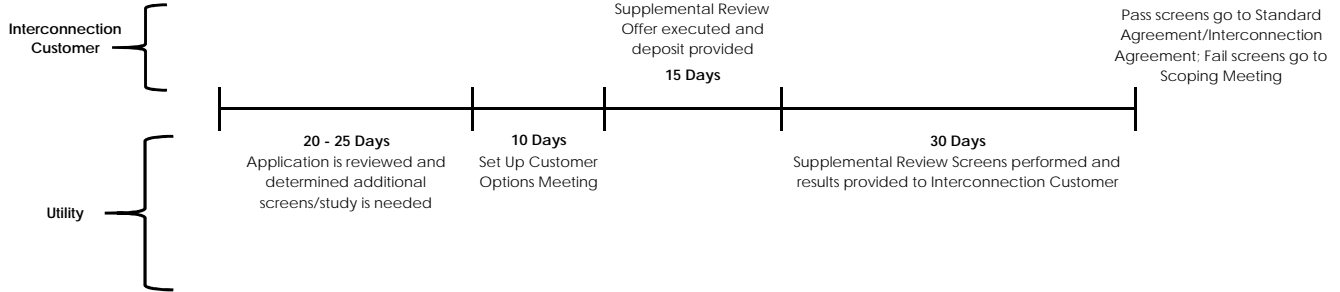 Interconnection
Customer
Supplemental Review
Offer executed and
deposit provided
15 Days
Pass screens go to Standard
Agreement/Interconnection
Agreement; Fail screens go to
Scoping Meeting
Utility
20 - 25 Days
Application is reviewed and
determined additional
screens/study is needed
10 Days
Set Up Customer
Options Meeting
30 Days
Supplemental Review Screens performed and
results provided to Interconnection Customer